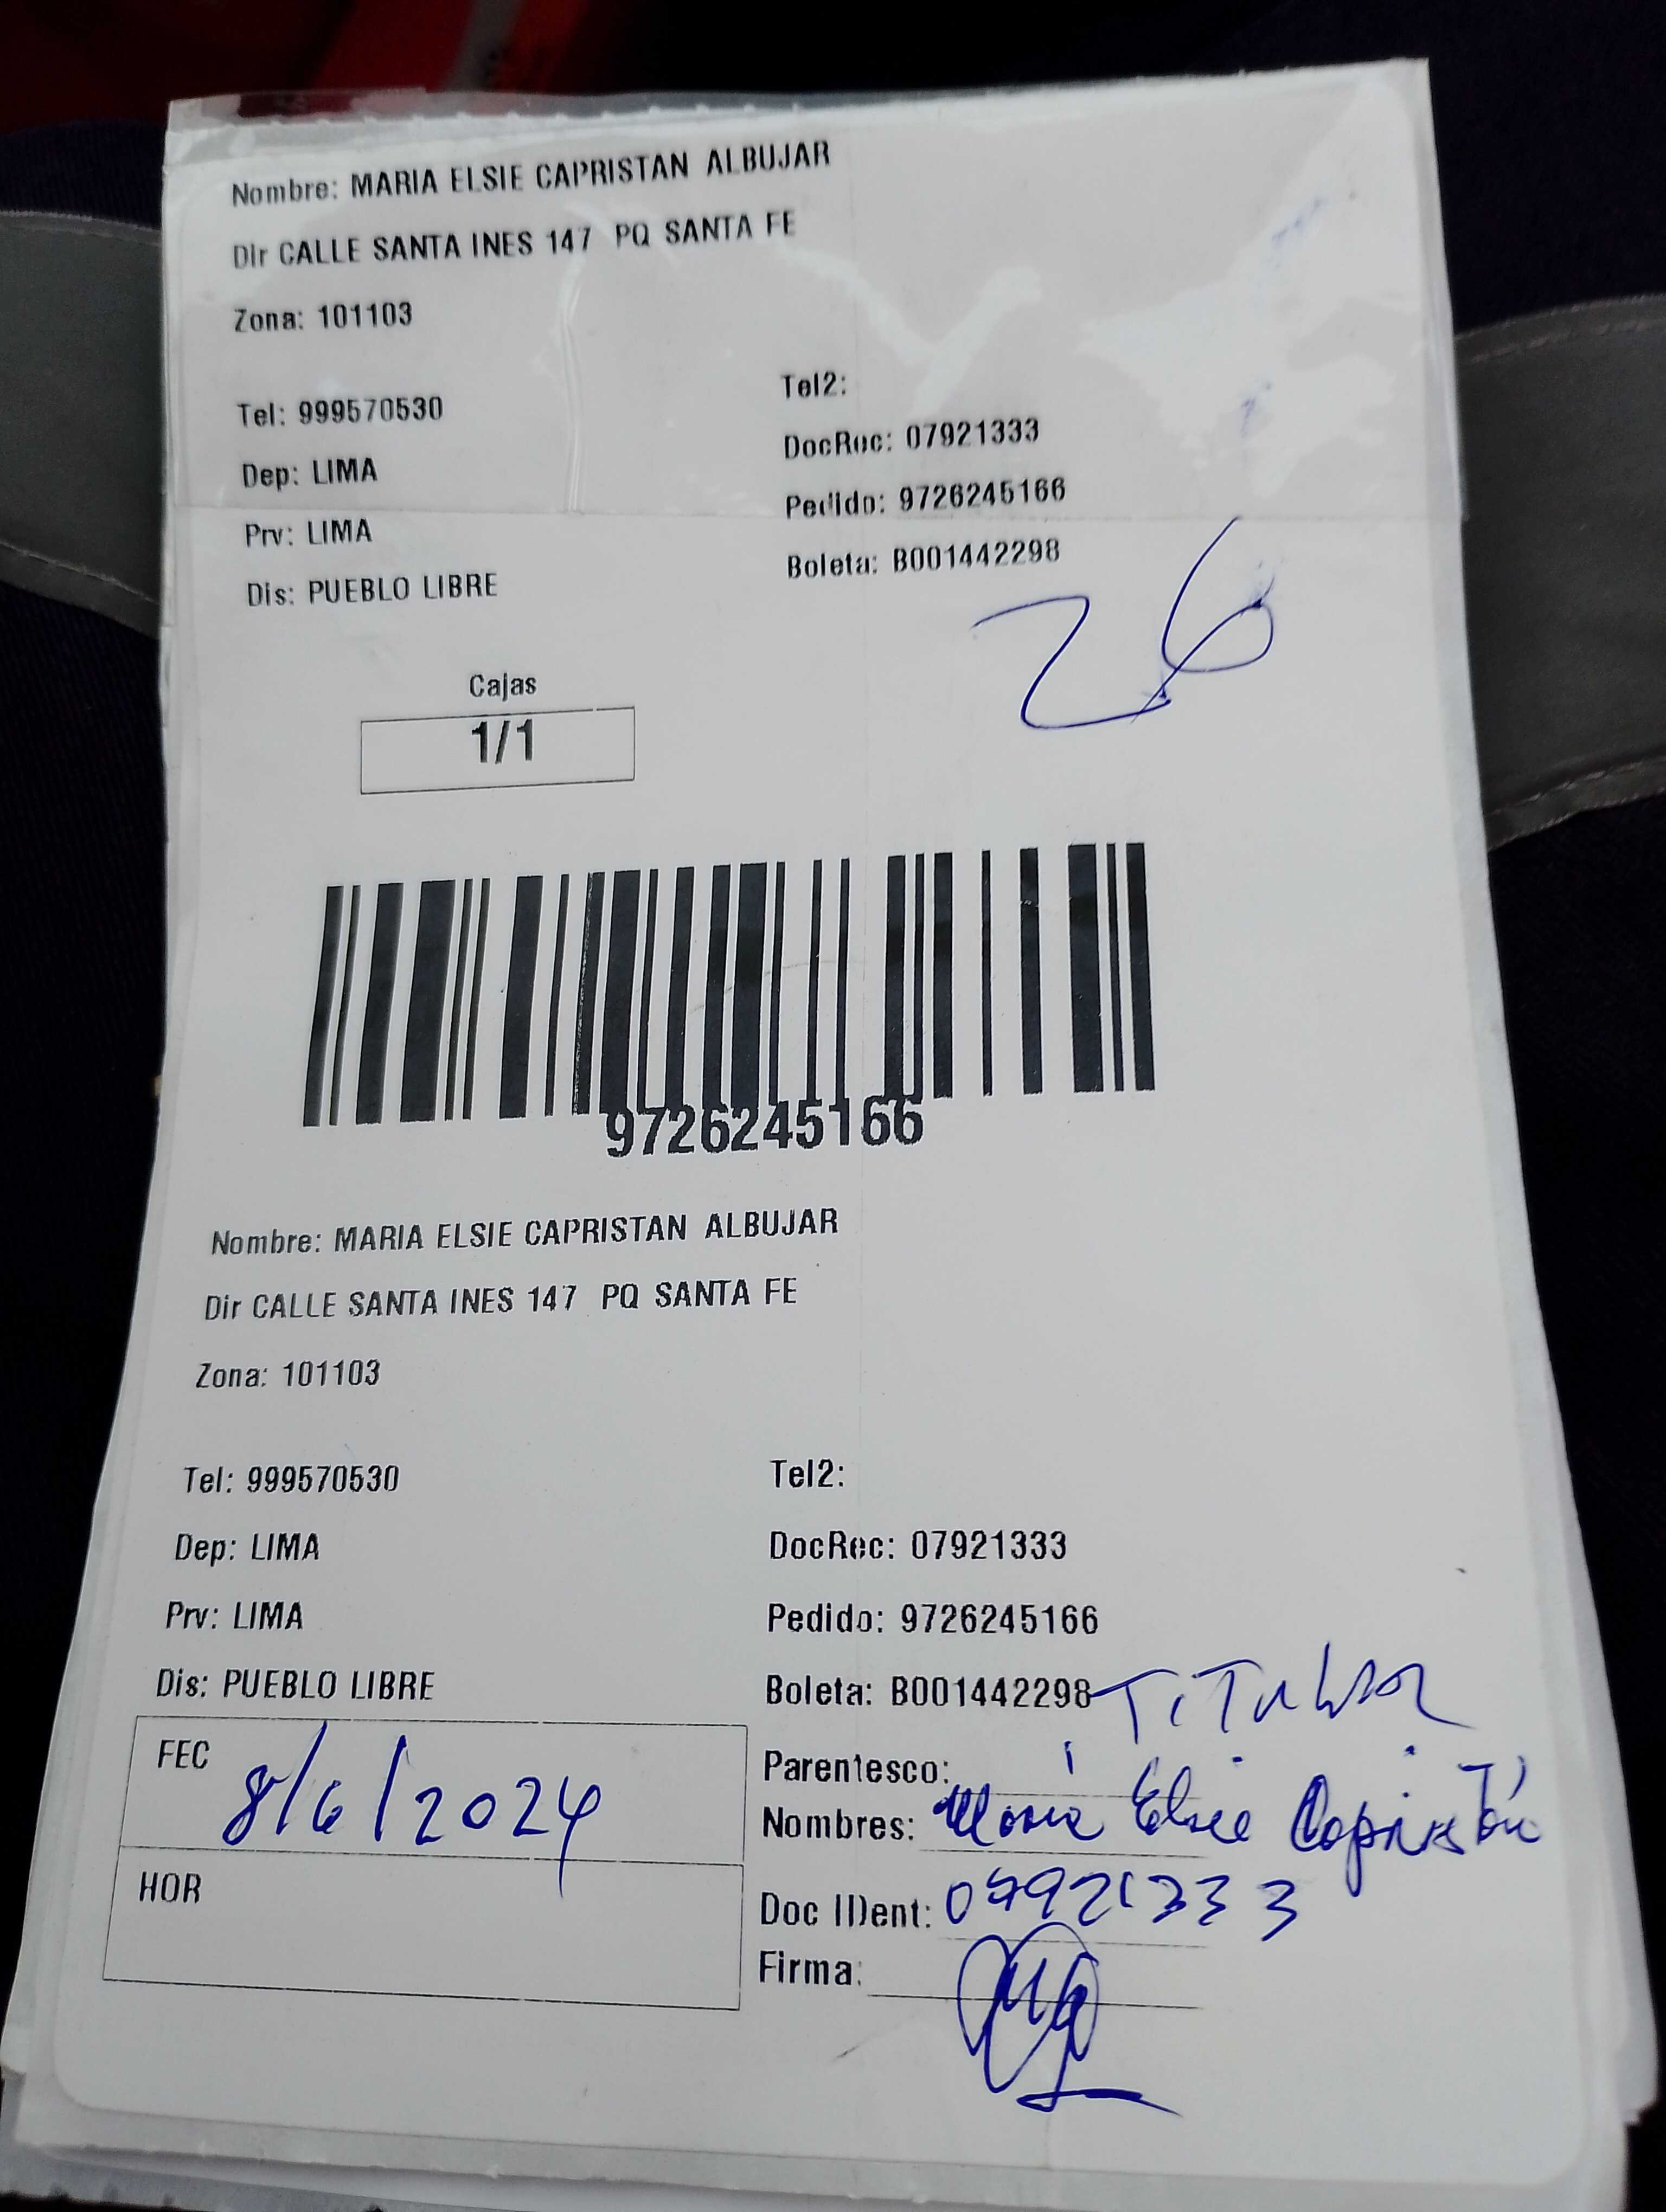 Nombre: MARIA ELSIE CAPRISTAN ALBUJAR
Dir CALLE SANTA INES 147 PQ SANTA FE
Zona: 101103
Tel: 999570530
Tel2:
Dep: LIMA
DocRec: 07921333
Prv: LIMA
Pedido: 9726245166
Dis: PUEBLO LIBRE
Boleta: B001442298
26
Cajas
1/1
9726245166
Nombre: MARIA ELSIE CAPRISTAN ALBUJAR
Dir CALLE SANTA INES 147 PQ SANTA FE
Zona: 101103
Tel: 999570530
Tel2:
Dep: LIMA
DocRec: 07921333
Prv: LIMA
Pedido: 9726245166
Dis: PUEBLO LIBRE
Boleta: B001442298
FEC 8/6/2024
HOR
Parentesco: TiTuLAR
Nombres: María Elsie Capristán
Doc IDent: 07921333
Firma: